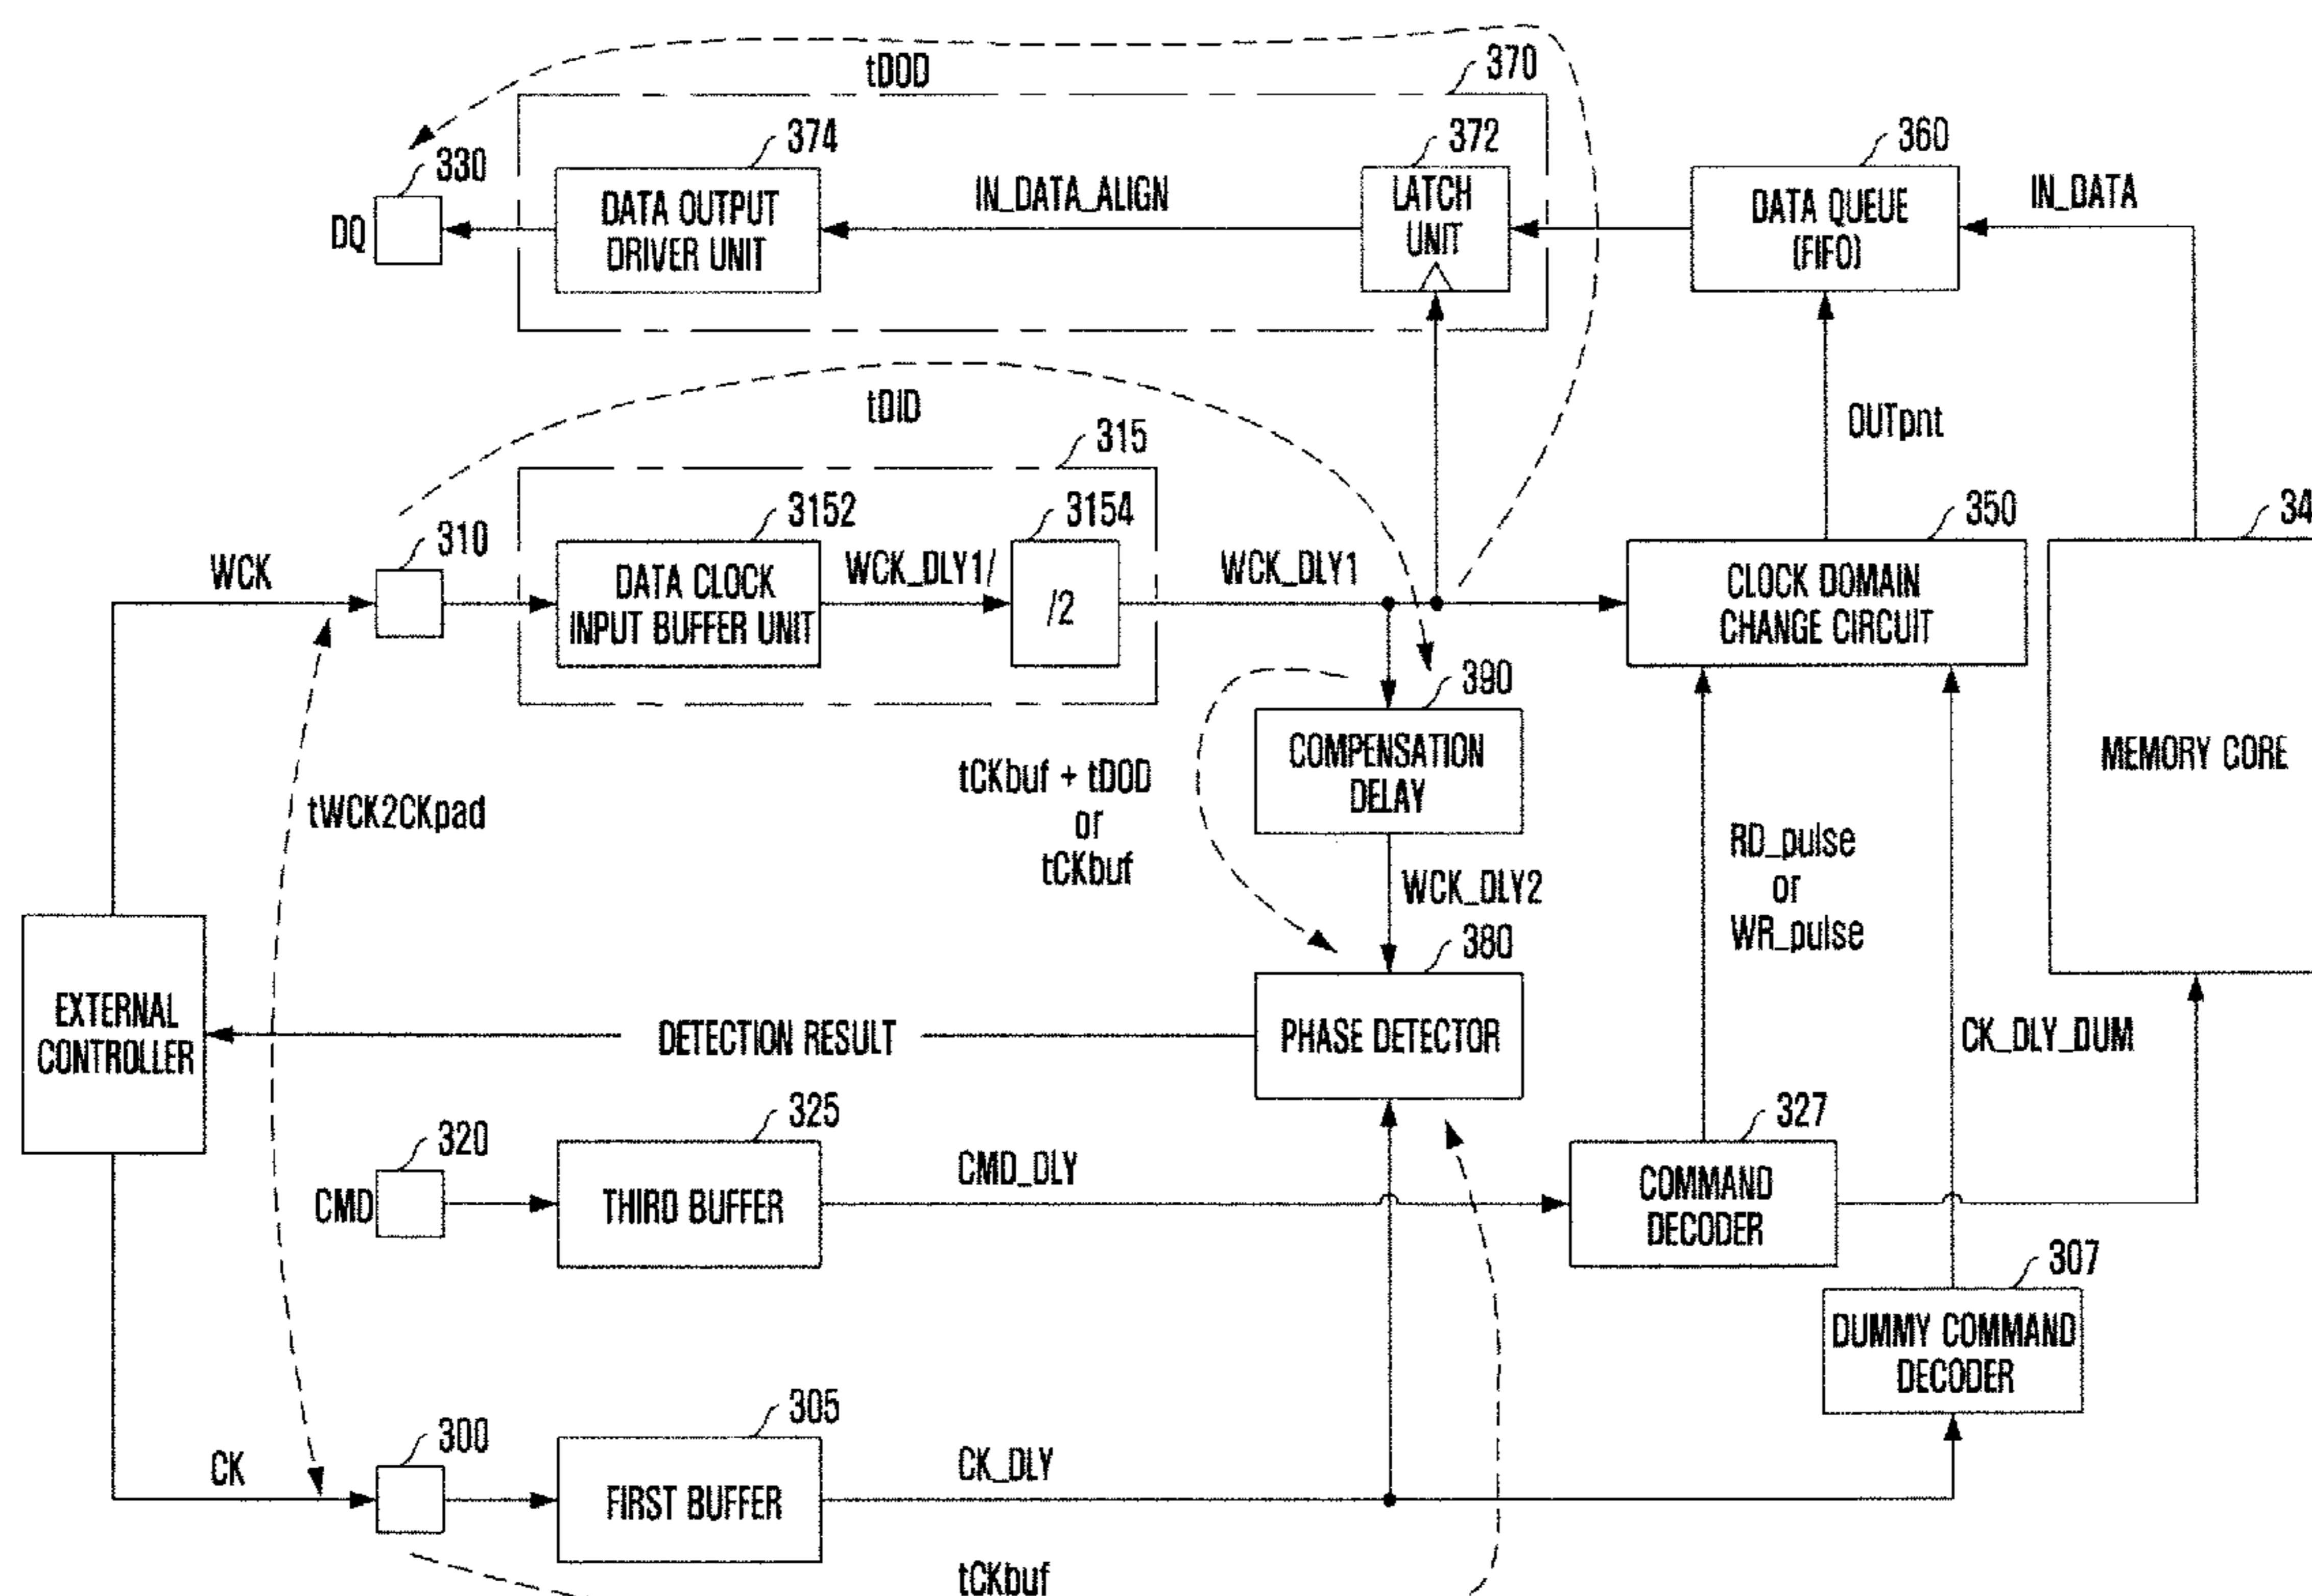 tDOD
370
374
372
360
330
DQ
DATA OUTPUT
DRIVER UNIT
IN_DATA_ALIGN
LATCH
UNIT
DATA QUEUE
(FIFO)
IN_DATA
tDID
315
OUTpnt
310
3152
3154
350
34
WCK
DATA CLOCK
INPUT BUFFER UNIT
WCK_DLY1/
/2
WCK_DLY1
CLOCK DOMAIN
CHANGE CIRCUIT
390
tWCK2CKpad
tCKbuf + tDOD
or
tCKbuf
COMPENSATION
DELAY
MEMORY CORE
RD_pulse
or
WR_pulse
WCK_DLY2
380
EXTERNAL
CONTROLLER
DETECTION RESULT
PHASE DETECTOR
CK_DLY_DUM
320
325
327
CMD
THIRD BUFFER
CMD_DLY
COMMAND
DECODER
307
DUMMY COMMAND
DECODER
300
305
CK
FIRST BUFFER
CK_DLY
tCKbuf